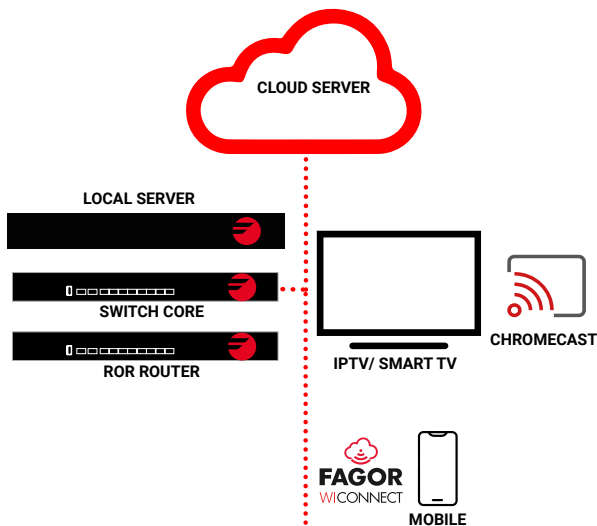 CLOUD SERVER
LOCAL SERVER
SWITCH CORE
ROR ROUTER
IPTV/ SMART TV
CHROMECAST
FAGOR
WICONNECT
MOBILE